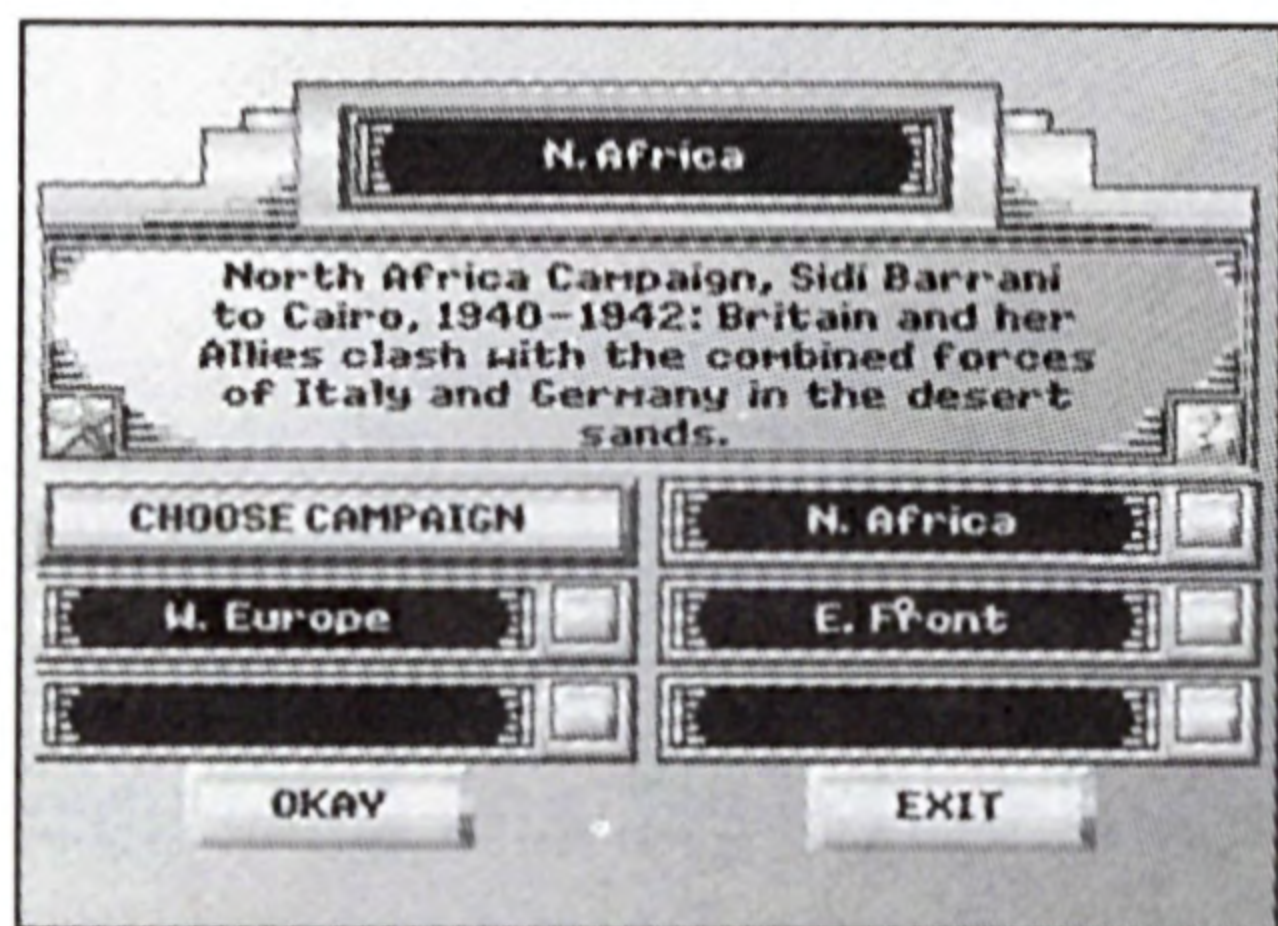 N. Africa
North Africa Campaign, Sidi Barrani
to Cairo, 1940-1942: Britain and her
Allies clash with the combined forces
of Italy and Germany in the desert
sands.
?
CHOOSE CAMPAIGN
N. Africa
W. Europe
E. Front
OKAY
EXIT